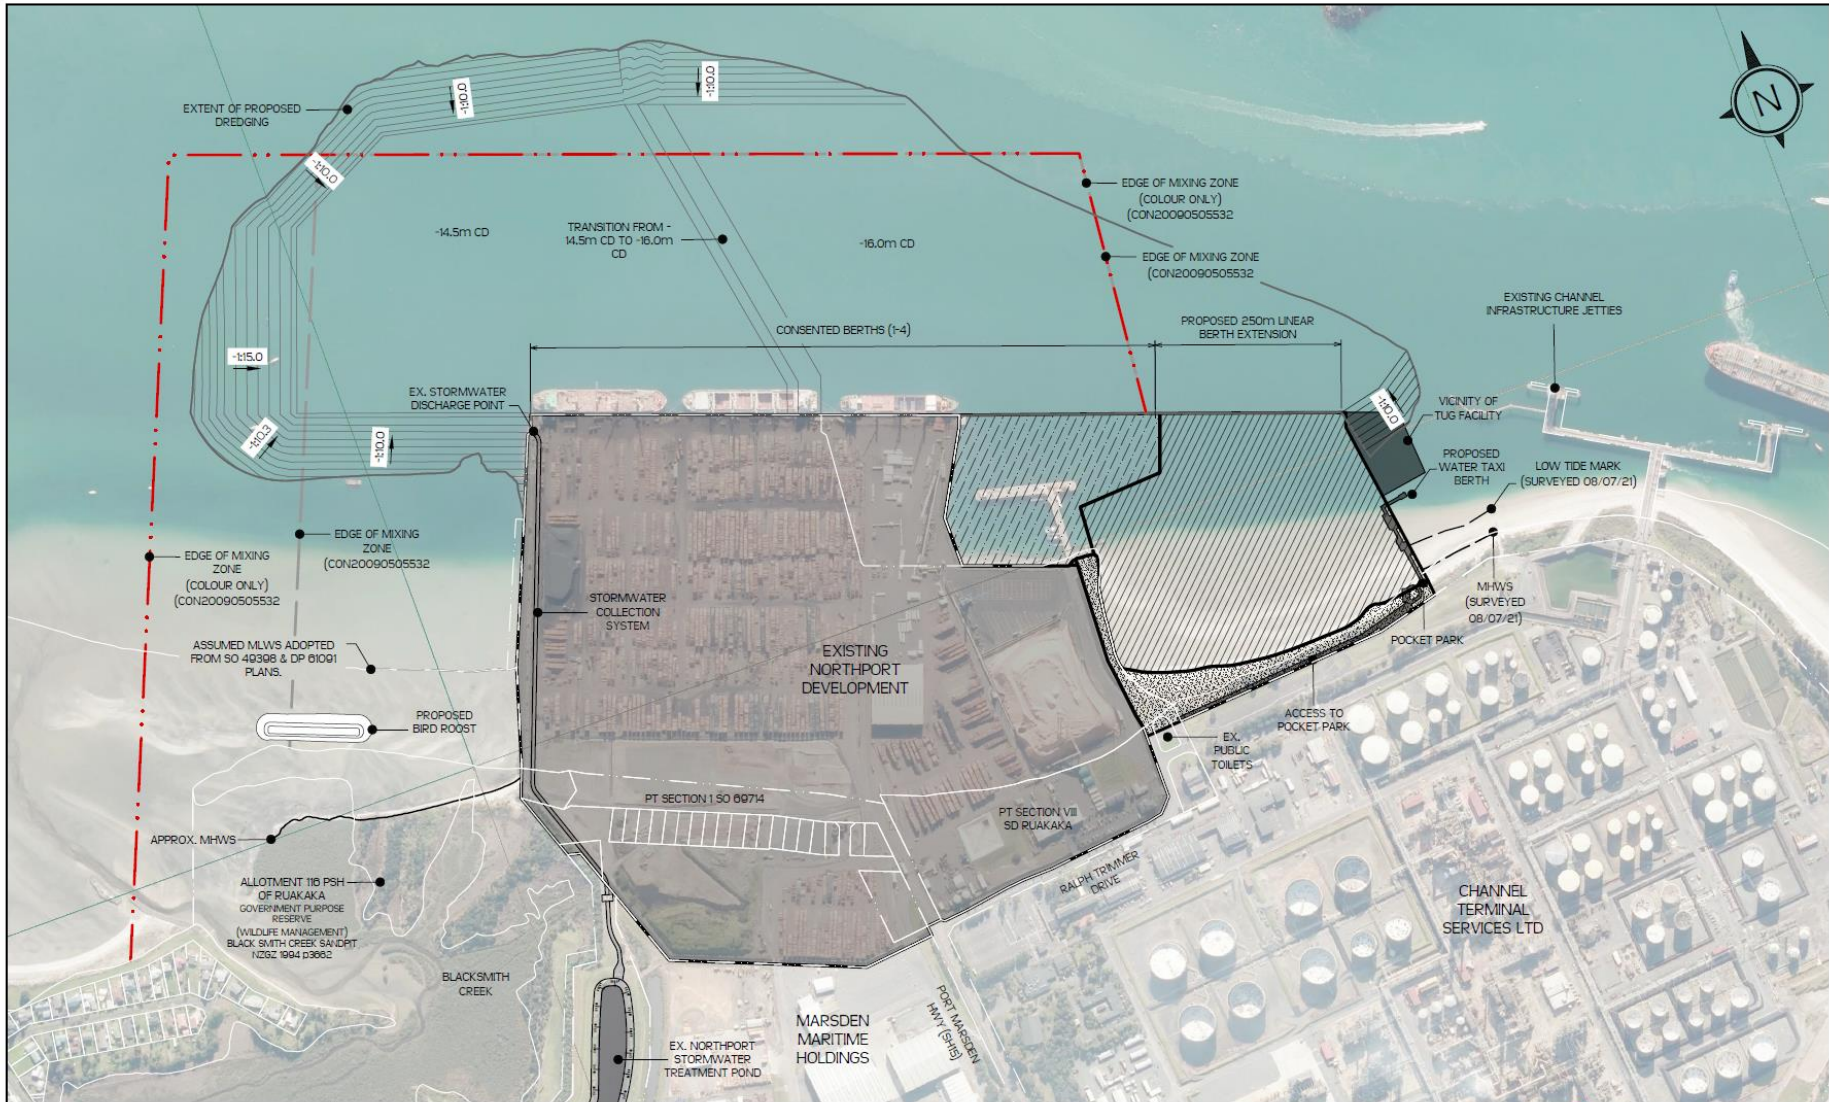 N
EXTENT OF PROPOSED
DREDGING
-1:10.0
-1:10.0
-1:10.0
EDGE OF MIXING ZONE
(COLOUR ONLY)
(CON20090505532
-14.5m CD
TRANSITION FROM -
14.5m CD TO -16.0m
CD
-16.0m CD
EDGE OF MIXING ZONE
(CON20090505532
EXISTING CHANNEL
INFRASTRUCTURE JETTIES
CONSENTED BERTHS (1-4)
PROPOSED 250m LINEAR
BERTH EXTENSION
-1:15.0
EX. STORMWATER
DISCHARGE POINT
-1:10.3
-1:10.0
-1:10.0
VICINITY OF
TUG FACILITY
PROPOSED
WATER TAXI
BERTH
LOW TIDE MARK
(SURVEYED 08/07/21)
EDGE OF MIXING
ZONE
(CON20090505532
EDGE OF MIXING
ZONE
(COLOUR ONLY)
(CON20090505532
STORMWATER
COLLECTION
SYSTEM
MHWS
(SURVEYED
08/07/21)
POCKET PARK
ASSUMED MLWS ADOPTED
FROM SO 49398 & DP 61091
PLANS.
EXISTING
NORTHPORT
DEVELOPMENT
PROPOSED
BIRD ROOST
ACCESS TO
POCKET PARK
EX.
PUBLIC
TOILETS
PT SECTION 1 SO 69714
PT SECTION VIII
SD RUAKAKA
APPROX. MHWS
RALPH TRIMMER
DRIVE
ALLOTMENT 116 PSH
OF RUAKAKA
GOVERNMENT PURPOSE
RESERVE
(WILDLIFE MANAGEMENT)
BLACK SMITH CREEK SANDPIT
NZGZ 1994 p3662
CHANNEL
TERMINAL
SERVICES LTD
BLACKSMITH
CREEK
PORT MARSDEN
HWY (SH15)
MARSDEN
MARITIME
HOLDINGS
EX. NORTHPORT
STORMWATER
TREATMENT POND